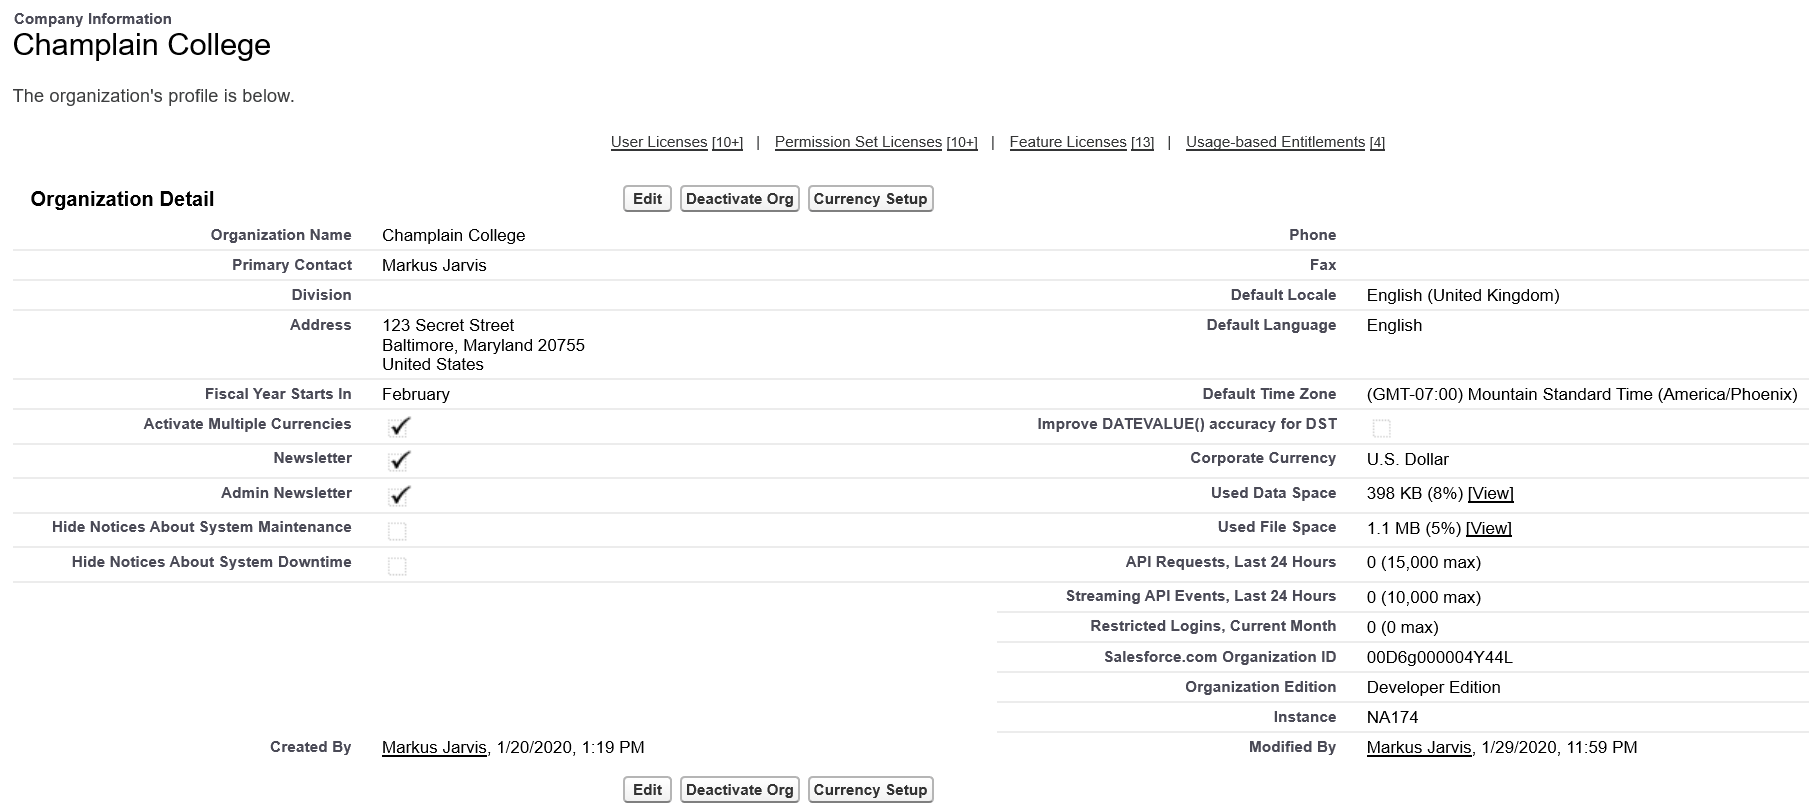 Company Information
Champlain College
The organization's profile is below.
User Licenses [10+] | Permission Set Licenses [10+] | Feature Licenses [13] | Usage-based Entitlements [4]
Organization Detail Edit Deactivate Org Currency Setup
Organization Name Champlain College Phone
Primary Contact Markus Jarvis Fax
Division Default Locale English (United Kingdom)
Address 123 Secret Street Default Language English
Baltimore, Maryland 20755
United States
Fiscal Year Starts In February Default Time Zone (GMT-07:00) Mountain Standard Time (America/Phoenix)
Activate Multiple Currencies Improve DATEVALUE() accuracy for DST
Newsletter Corporate Currency U.S. Dollar
Admin Newsletter Used Data Space 398 KB (8%) [View]
Hide Notices About System Maintenance Used File Space 1.1 MB (5%) [View]
Hide Notices About System Downtime API Requests, Last 24 Hours 0 (15,000 max)
Streaming API Events, Last 24 Hours 0 (10,000 max)
Restricted Logins, Current Month 0 (0 max)
Salesforce.com Organization ID 00D6g000004Y44L
Organization Edition Developer Edition
Instance NA174
Created By Markus Jarvis, 1/20/2020, 1:19 PM Modified By Markus Jarvis, 1/29/2020, 11:59 PM
Edit Deactivate Org Currency Setup